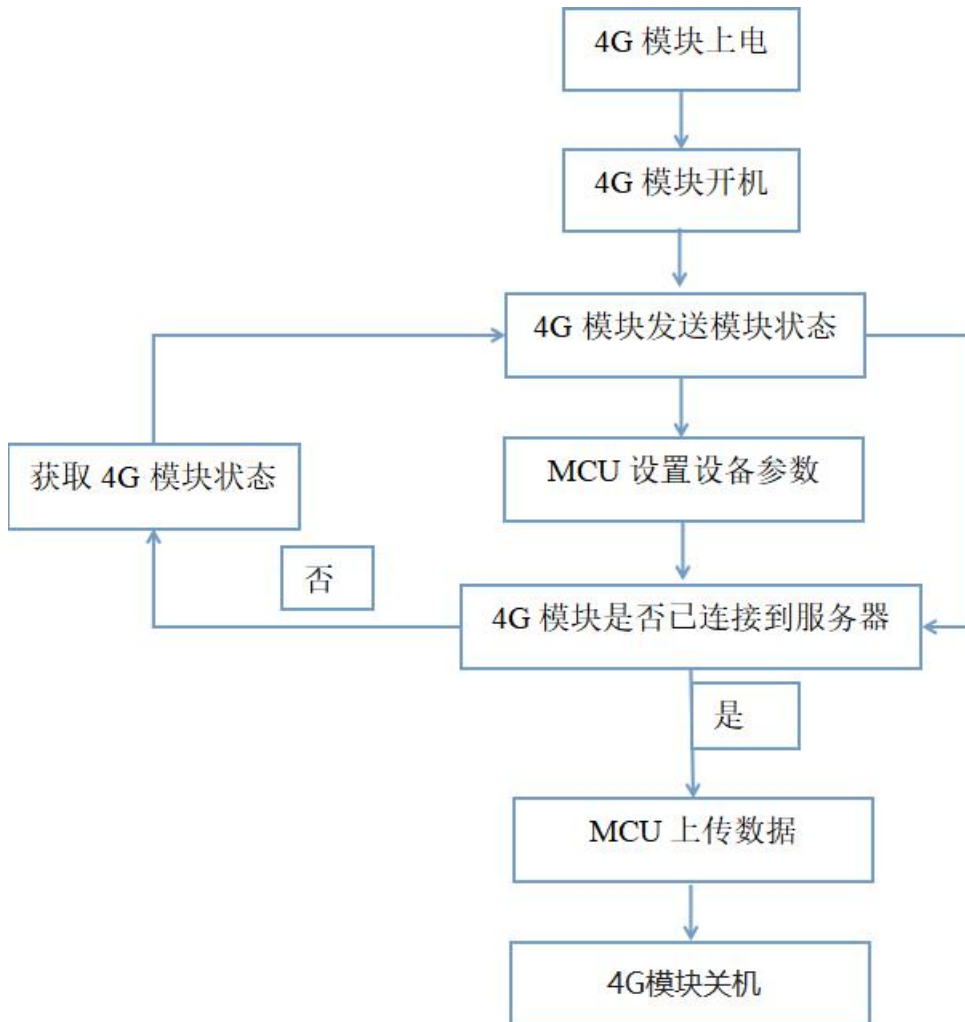 4G 模块上电
4G 模块开机
4G 模块发送模块状态
获取 4G 模块状态
MCU 设置设备参数
否
4G 模块是否已连接到服务器
是
MCU 上传数据
4G模块关机